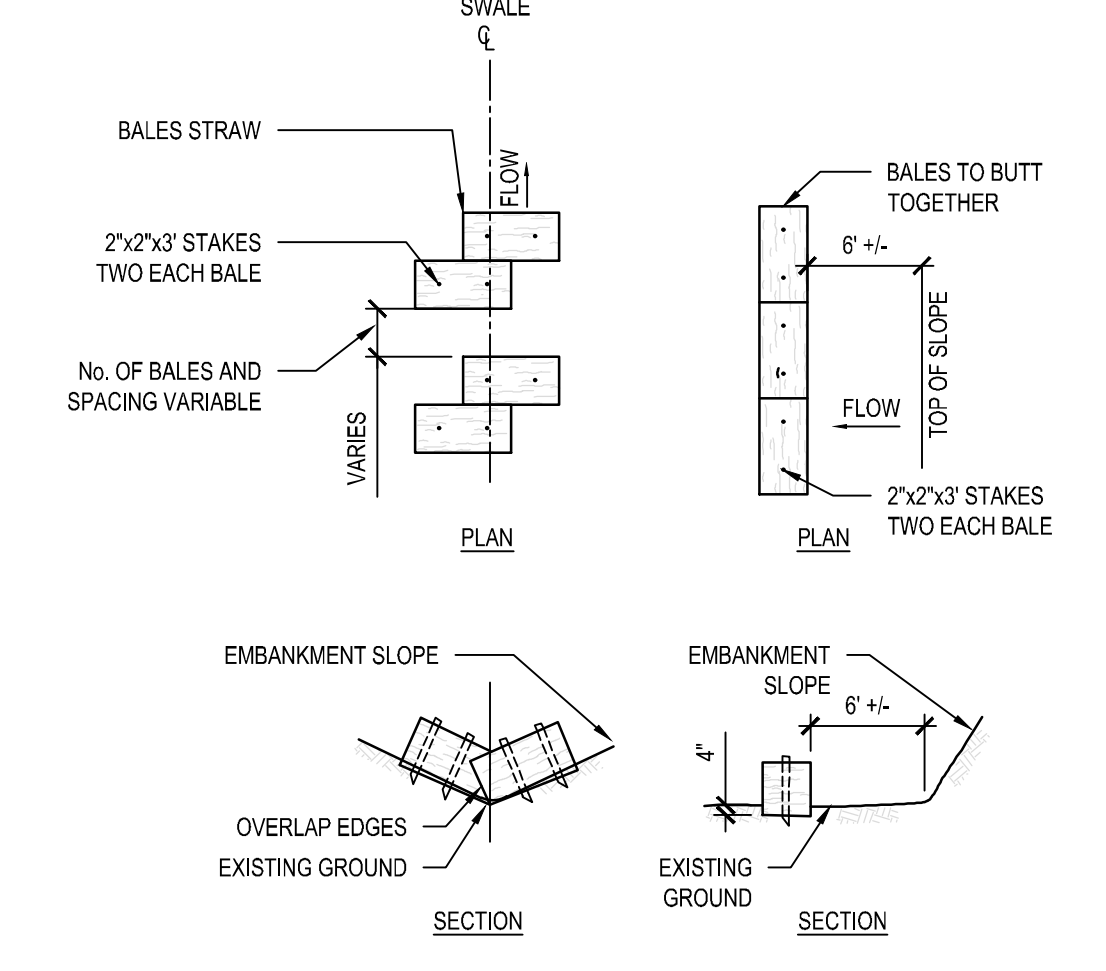 SWALE
CL
BALES STRAW
FLOW
2"x2"x3' STAKES
TWO EACH BALE
No. OF BALES AND
SPACING VARIABLE
VARIES
PLAN
BALES TO BUTT
TOGETHER
6' +/-
TOP OF SLOPE
FLOW
2"x2"x3' STAKES
TWO EACH BALE
PLAN
EMBANKMENT SLOPE
OVERLAP EDGES
EXISTING GROUND
SECTION
EMBANKMENT
SLOPE
6' +/-
4"
EXISTING
GROUND
SECTION